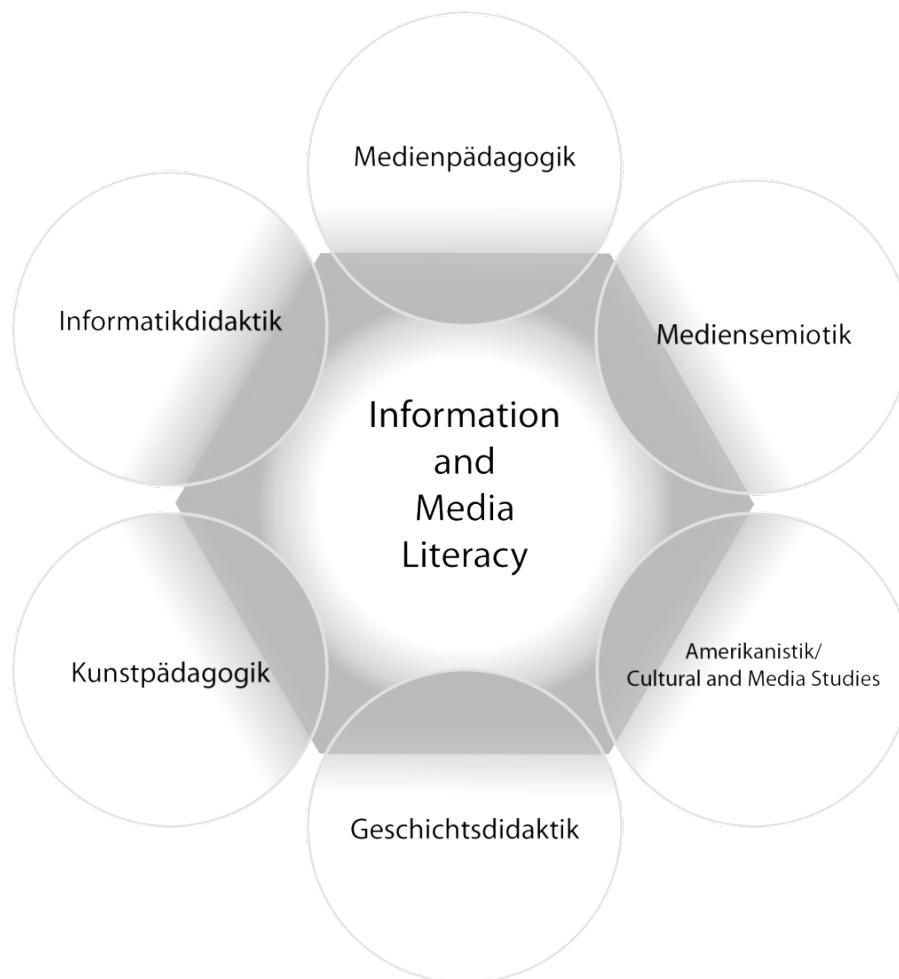 Medienpädagogik
Informatikdidaktik
Mediensemiotik
Information
and
Media
Literacy
Kunstpädagogik
Amerikanistik/
Cultural and Media Studies
Geschichtsdidaktik